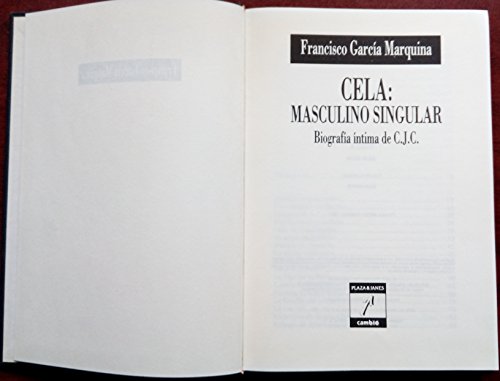 Francisco García Marquina
CELA:
MASCULINO SINGULAR
Biografía íntima de C.J.C.
PLAZA & JANES
cambio